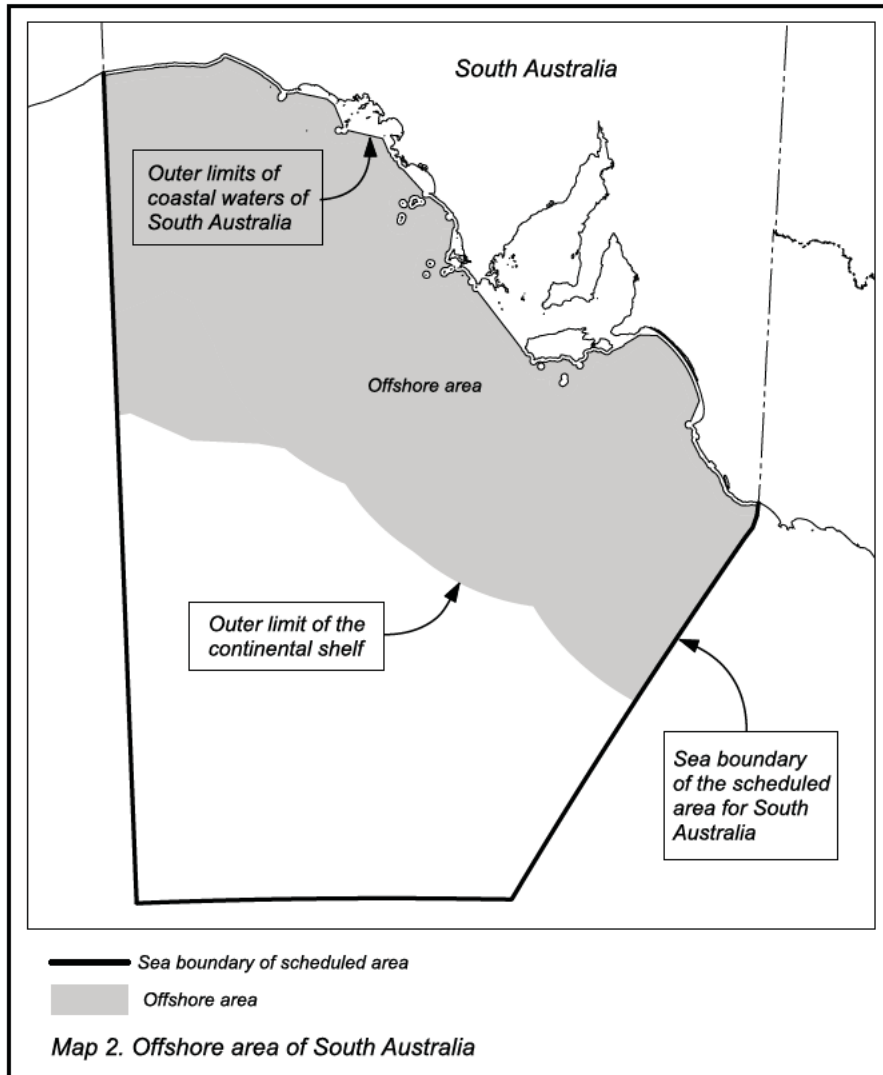 South Australia
Outer limits of
coastal waters of
South Australia
Offshore area
Outer limit of the
continental shelf
Sea boundary
of the scheduled
area for South
Australia
Sea boundary of scheduled area
Offshore area
Map 2. Offshore area of South Australia